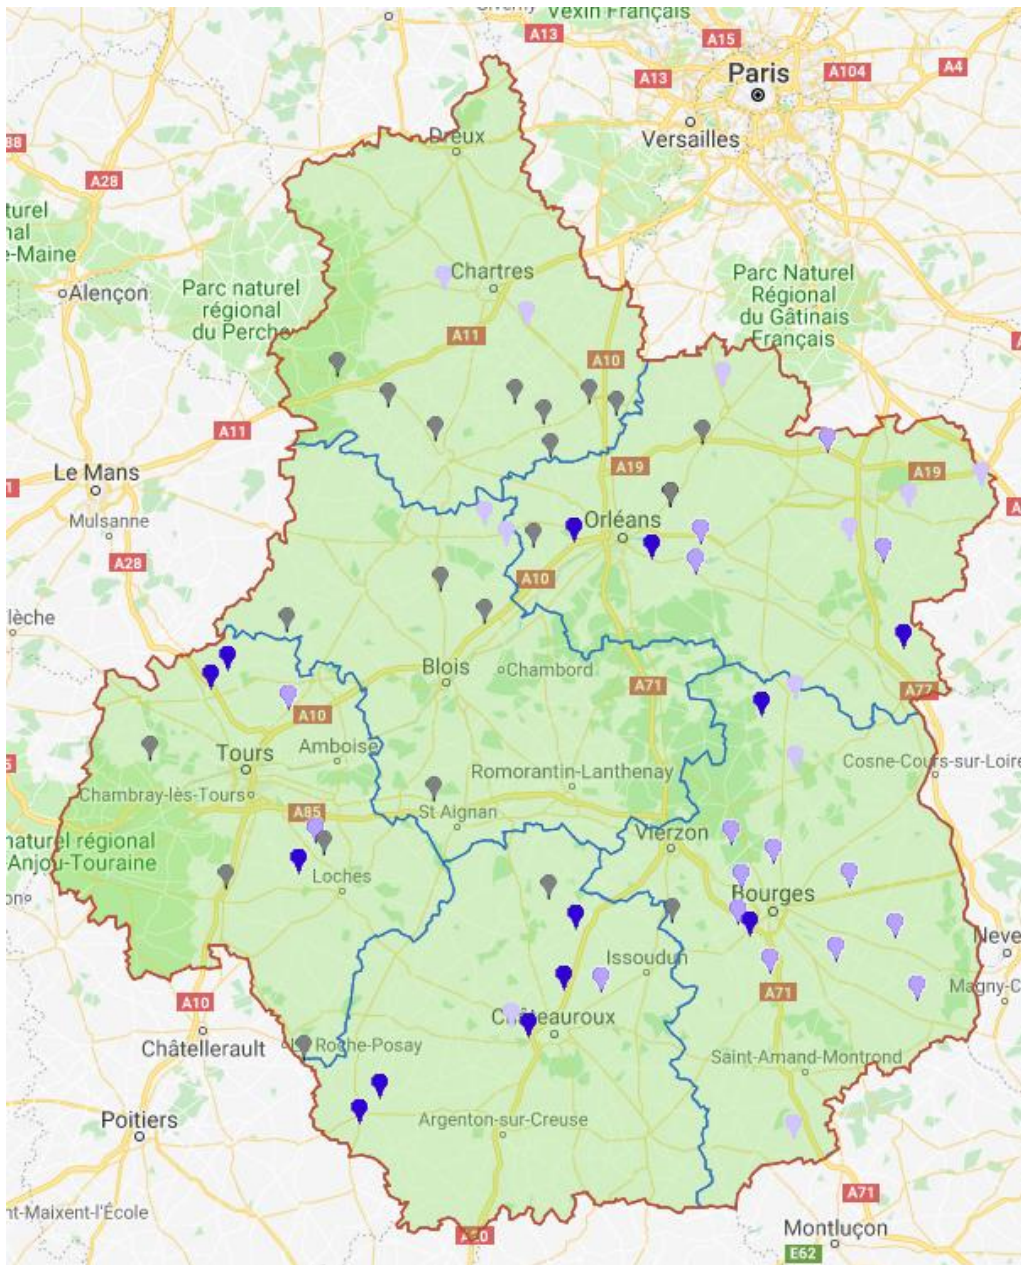 Vexin Français
A13
A15
Paris
A104
A4
A13
Versailles
Dreux
A28
Parc naturel
régional
du Perche
Alençon
e-Maine
Chartres
Parc Naturel
Régional
du Gâtinais
Français
A11
A10
A11
A19
A19
Le Mans
Mulsanne
Orléans
A28
A10
lèche
Blois
Chambord
A71
A77
A10
Tours
Amboise
Romorantin-Lanthenay
Cosne-Cours-sur-Loire
Chambray-lès-Tours
A85
St Aignan
naturel régional
-Anjou-Touraine
Vierzon
Loches
Bourges
Neve
Issoudun
Magny-C
A71
A10
Châteauroux
Châtellerault
La Roche-Posay
Saint-Amand-Montrond
Poitiers
Argenton-sur-Creuse
A71
nt-Maixent-l'École
A20
Montluçon
E62